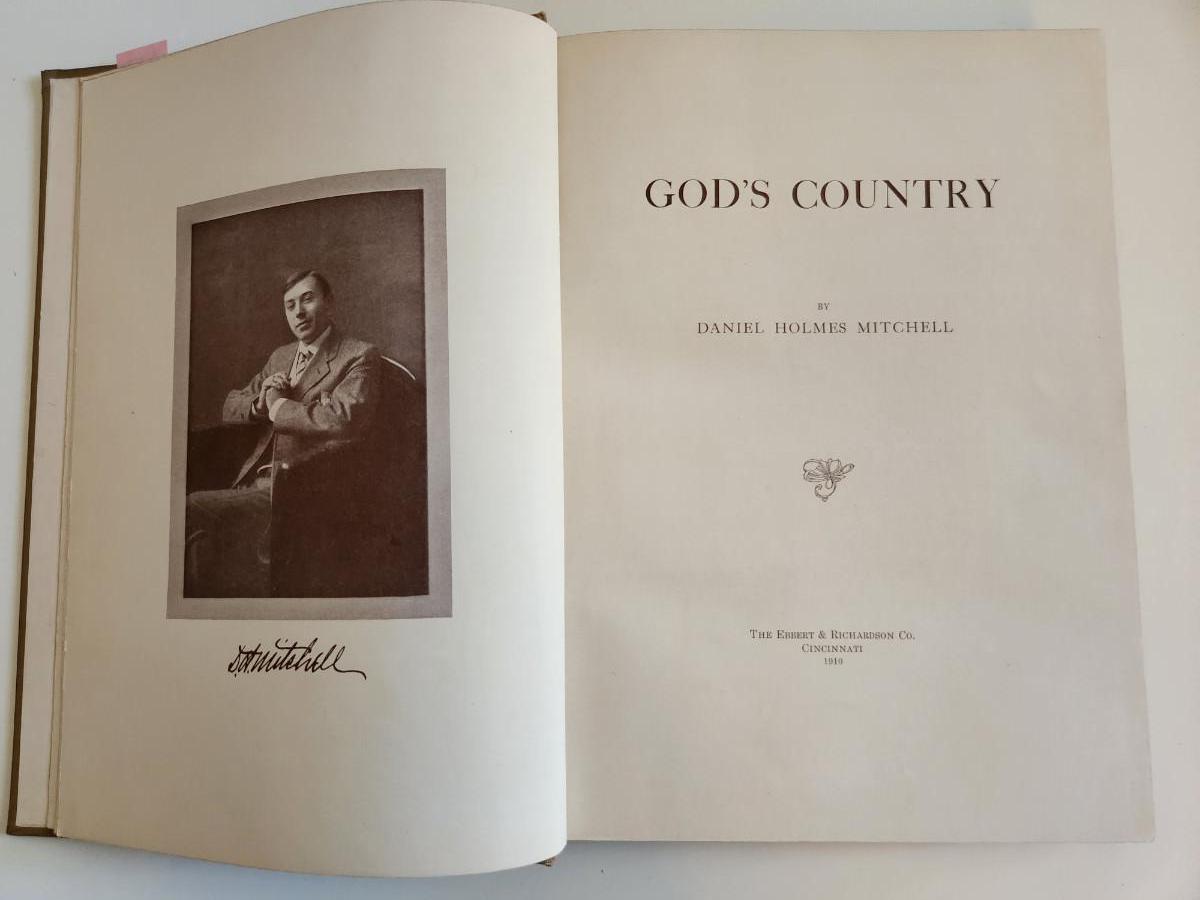 D.H. Mitchell
GOD'S COUNTRY
BY
DANIEL HOLMES MITCHELL
THE EBBERT & RICHARDSON CO.
CINCINNATI
1910